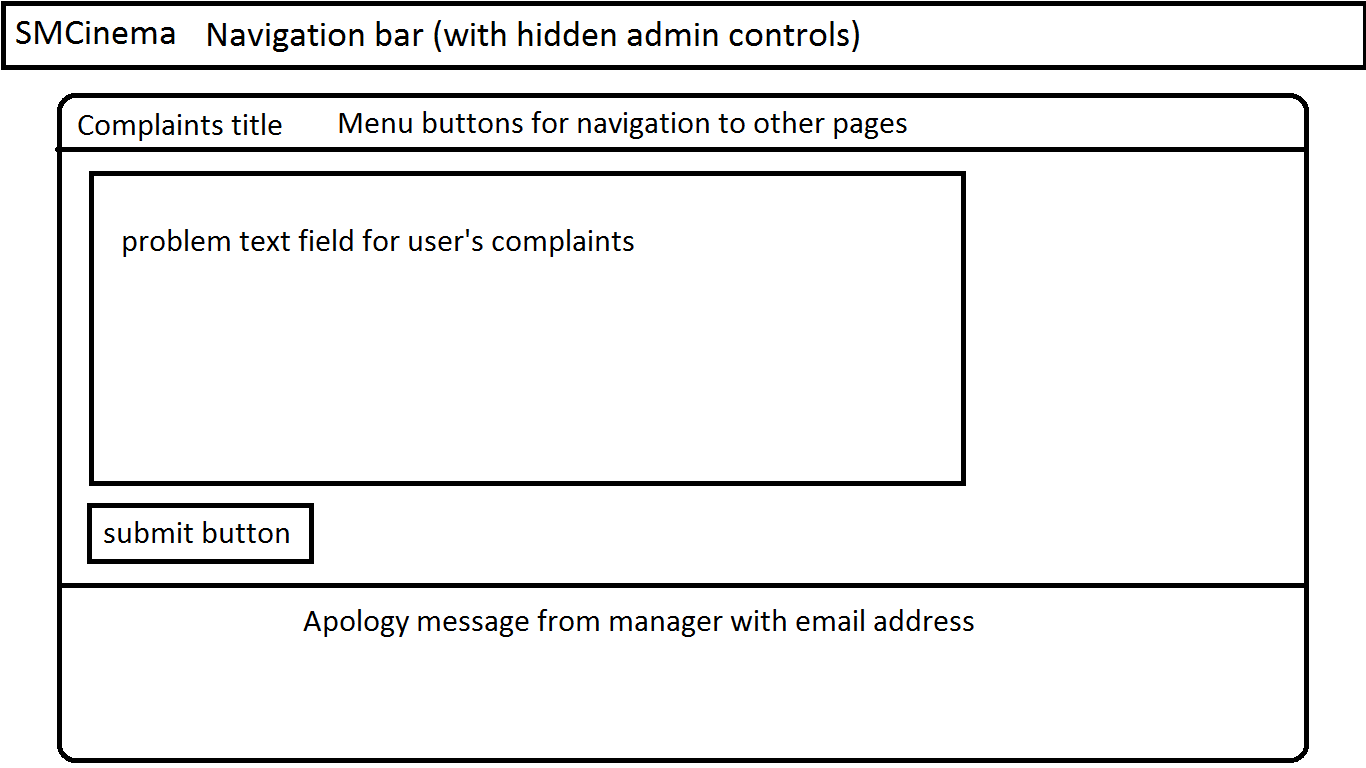 SMCinema Navigation bar (with hidden admin controls)
Complaints title Menu buttons for navigation to other pages
problem text field for user's complaints
submit button
Apology message from manager with email address